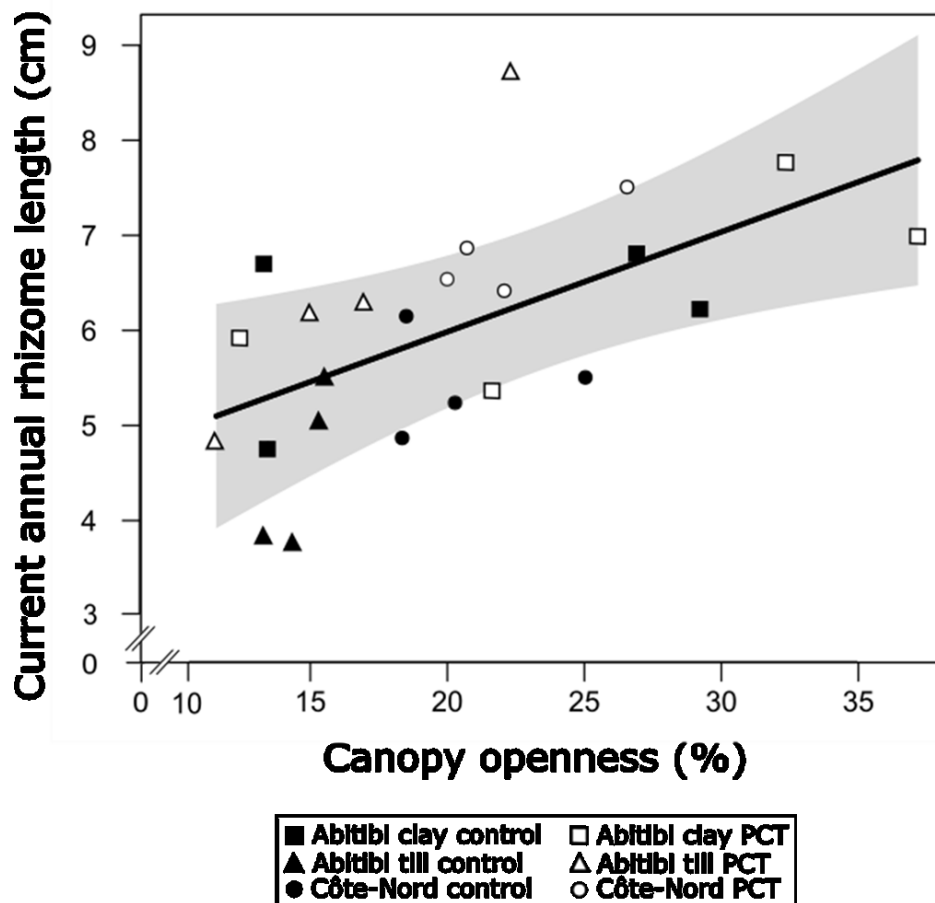 Current annual rhizome length (cm)
9
8
7
6
5
4
3
0
0 10 15 20 25 30 35
Canopy openness (%)
Abitibi clay control Abitibi clay PCT
Abitibi till control Abitibi till PCT
Côte-Nord control Côte-Nord PCT